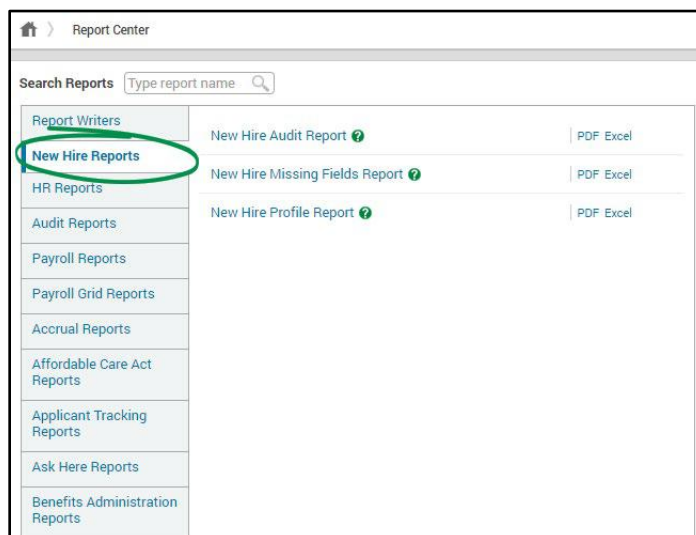 Report Center
Search Reports Type report name
Report Writers
New Hire Reports
HR Reports
Audit Reports
Payroll Reports
Payroll Grid Reports
Accrual Reports
Affordable Care Act
Reports
Applicant Tracking
Reports
Ask Here Reports
Benefits Administration
Reports
New Hire Audit Report ? PDF Excel
New Hire Missing Fields Report ? PDF Excel
New Hire Profile Report ? PDF Excel